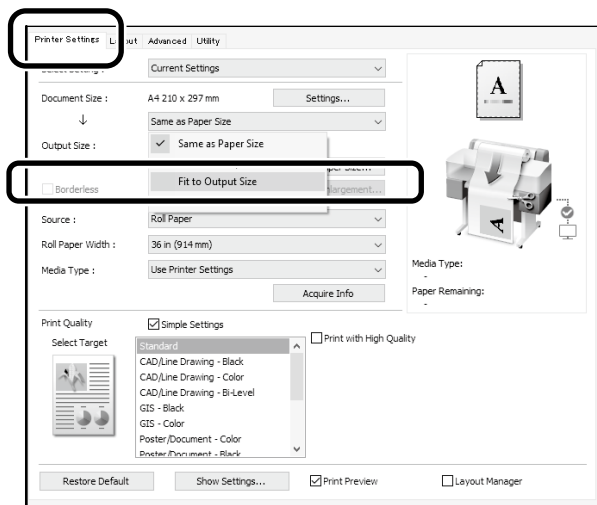 Printer Settings Layout Advanced Utility
Current Settings
Document Size : A4 210 x 297 mm Settings...
↓ Same as Paper Size
Output Size : ✓ Same as Paper Size
Fit to Output Size
Borderless
Source : Roll Paper
Roll Paper Width : 36 in (914 mm)
Media Type : Use Printer Settings
Acquire Info
A
A
Media Type:
-
Paper Remaining:
-
Print Quality Simple Settings
Select Target
Standard
CAD/Line Drawing - Black
CAD/Line Drawing - Color
CAD/Line Drawing - Bi-Level
GIS - Black
GIS - Color
Poster/Document - Color
Poster/Document - Black
Print with High Quality
Restore Default Show Settings... Print Preview Layout Manager